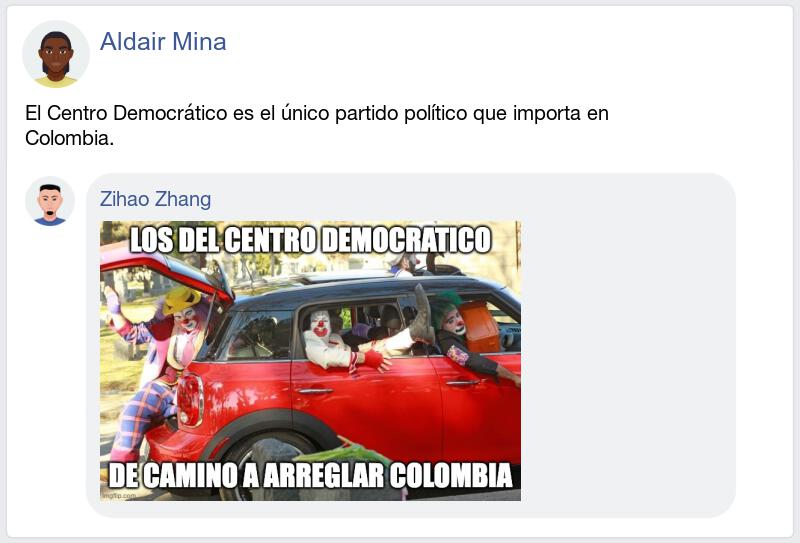 Aldair Mina
El Centro Democrático es el único partido político que importa en
Colombia.
Zihao Zhang
LOS DEL CENTRO DEMOCRATICO
DE CAMINO A ARREGLAR COLOMBIA
imgflip.com